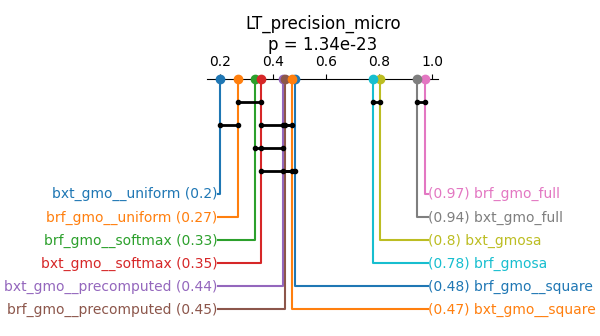 LT_precision_micro
p = 1.34e-23
0.2 0.4 0.6 0.8 1.0
bxt_gmo__uniform (0.2)
(0.97) brf_gmo_full
brf_gmo__uniform (0.27)
(0.94) bxt_gmo_full
brf_gmo__softmax (0.33)
(0.8) bxt_gmosa
bxt_gmo__softmax (0.35)
(0.78) brf_gmosa
bxt_gmo__precomputed (0.44)
(0.48) brf_gmo__square
brf_gmo__precomputed (0.45)
(0.47) bxt_gmo__square